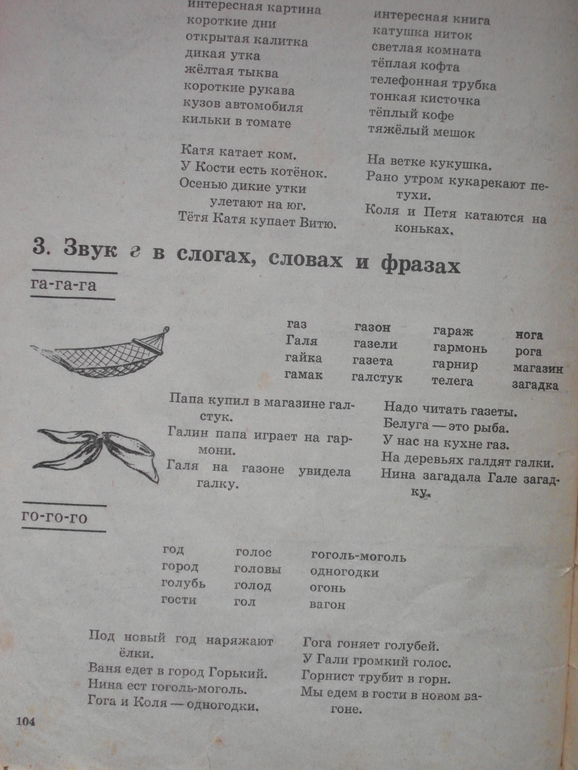 интересная картина
короткие дни
открытая калитка
дикая утка
жёлтая тыква
короткие рукава
кузов автомобиля
кильки в томате
интересная книга
катушка ниток
светлая комната
тёплая кофта
телефонная трубка
тонкая кисточка
тёплый кофе
тяжёлый мешок
Катя катает ком.
У Кости есть котёнок.
Осенью дикие утки
улетают на юг.
Тётя Катя купает Витю.
На ветке кукушка.
Рано утром кукарекают пе-
тухи.
Коля и Петя катаются на
коньках.
3. Звук г в слогах, словах и фразах
га-га-га
газ газон гараж нога
Галя газели гармонь рога
гайка газета гарнир магазин
гамак галстук телега загадка
Папа купил в магазине гал-
стук.
Галин папа играет на гар-
мони.
Галя на газоне увидела
галку.
Надо читать газеты.
Белуга — это рыба.
У нас на кухне газ.
На деревьях галдят галки.
Нина загадала Гале загад-
ку.
го-го-го
год голос гоголь-моголь
город головы одногодки
голубь голод огонь
гости гол вагон
Под новый год наряжают
ёлки.
Ваня едет в город Горький.
Нина ест гоголь-моголь.
Гога и Коля — одногодки.
Гога гоняет голубей.
У Гали громкий голос.
Горнист трубит в горн.
Мы едем в гости в новом ва-
гоне.
104